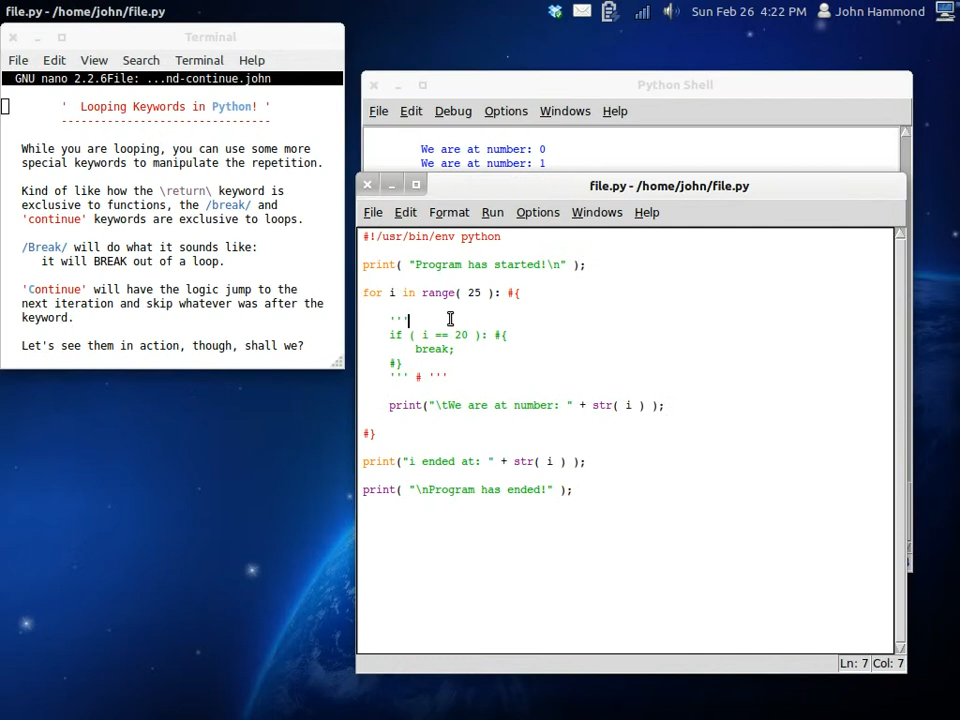 file.py - /home/john/file.py
Sun Feb 26 4:22 PM
John Hammond
Terminal
File Edit View Search Terminal Help
GNU nano 2.2.6File: ...nd-continue.john
' Looping Keywords in Python! '
-------------------------------
While you are looping, you can use some more
special keywords to manipulate the repetition.
Kind of like how the \return\ keyword is
exclusive to functions, the /break/ and
'continue' keywords are exclusive to loops.
/Break/ will do what it sounds like:
it will BREAK out of a loop.
'Continue' will have the logic jump to the
next iteration and skip whatever was after the
keyword.
Let's see them in action, though, shall we?
Python Shell
File Edit Debug Options Windows Help
We are at number: 0
We are at number: 1
file.py - /home/john/file.py
File Edit Format Run Options Windows Help
#!/usr/bin/env python
print( "Program has started!\n" );
for i in range( 25 ): #{
'''
if ( i == 20 ): #{
break;
#}
''' # '''
print("\tWe are at number: " + str( i ) );
#}
print("i ended at: " + str( i ) );
print( "\nProgram has ended!" );
Ln: 7 Col: 7